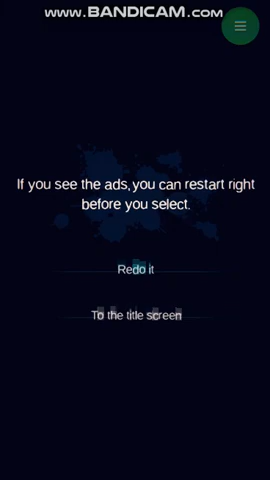 www.BANDICAM.com
If you see the ads,you can restart right
before you select.
Redo it
To the title screen